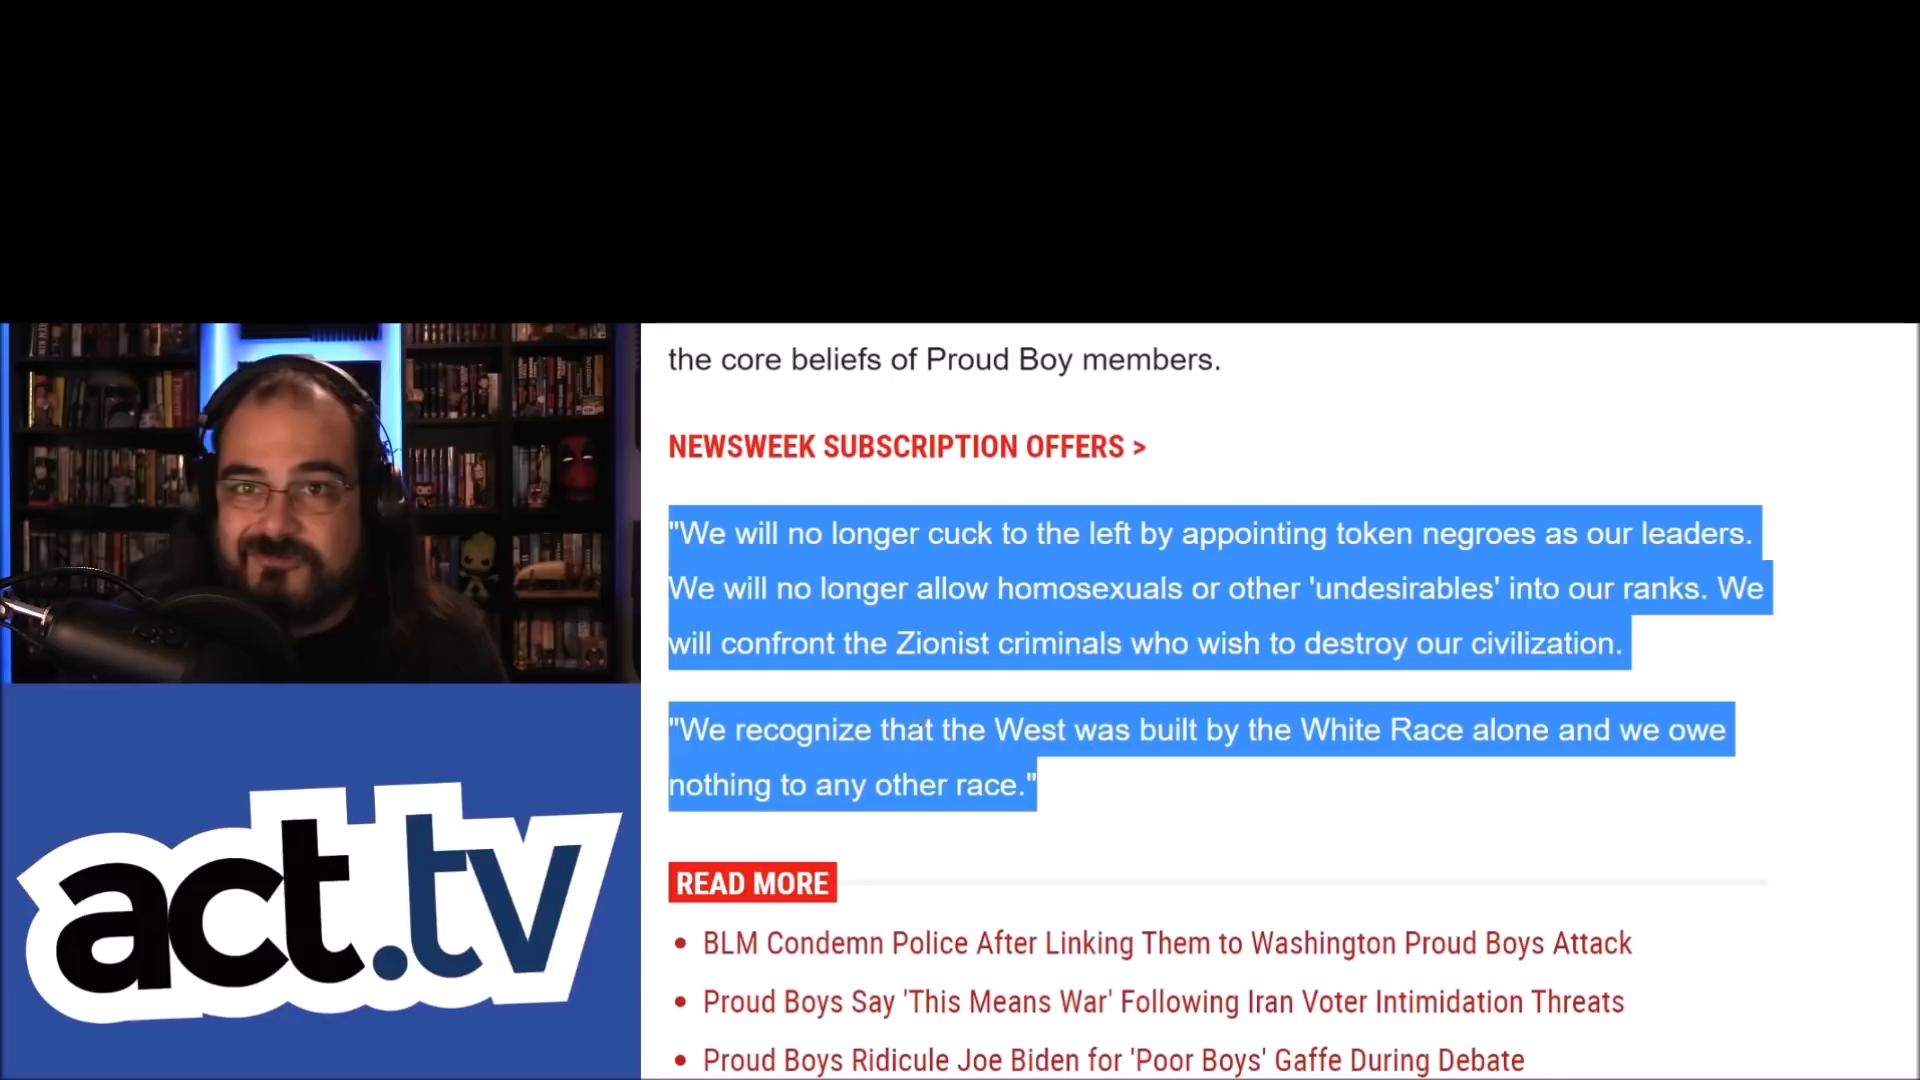 the core beliefs of Proud Boy members.
NEWSWEEK SUBSCRIPTION OFFERS >
"We will no longer cuck to the left by appointing token negroes as our leaders.
We will no longer allow homosexuals or other 'undesirables' into our ranks. We
will confront the Zionist criminals who wish to destroy our civilization.
"We recognize that the West was built by the White Race alone and we owe
nothing to any other race."
READ MORE
• BLM Condemn Police After Linking Them to Washington Proud Boys Attack
• Proud Boys Say 'This Means War' Following Iran Voter Intimidation Threats
• Proud Boys Ridicule Joe Biden for 'Poor Boys' Gaffe During Debate
act.tv